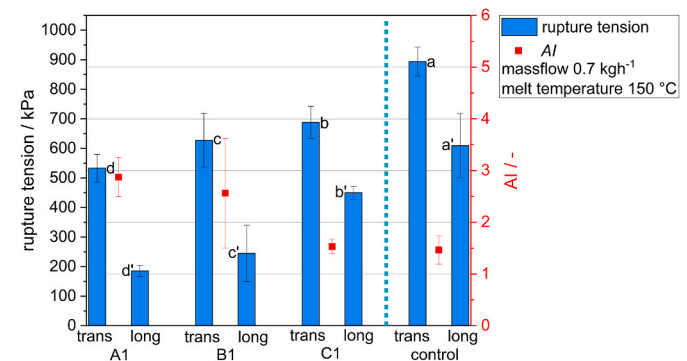 rupture tension / kPa
1000
900
800
700
600
500
400
300
200
100
0
d
d'
c
c'
b
b'
a
a'
trans long trans long trans long trans long
A1 B1 C1 control
6
5
4
3
2
1
0
AI / -
rupture tension
AI
massflow 0.7 kgh-1
melt temperature 150 °C